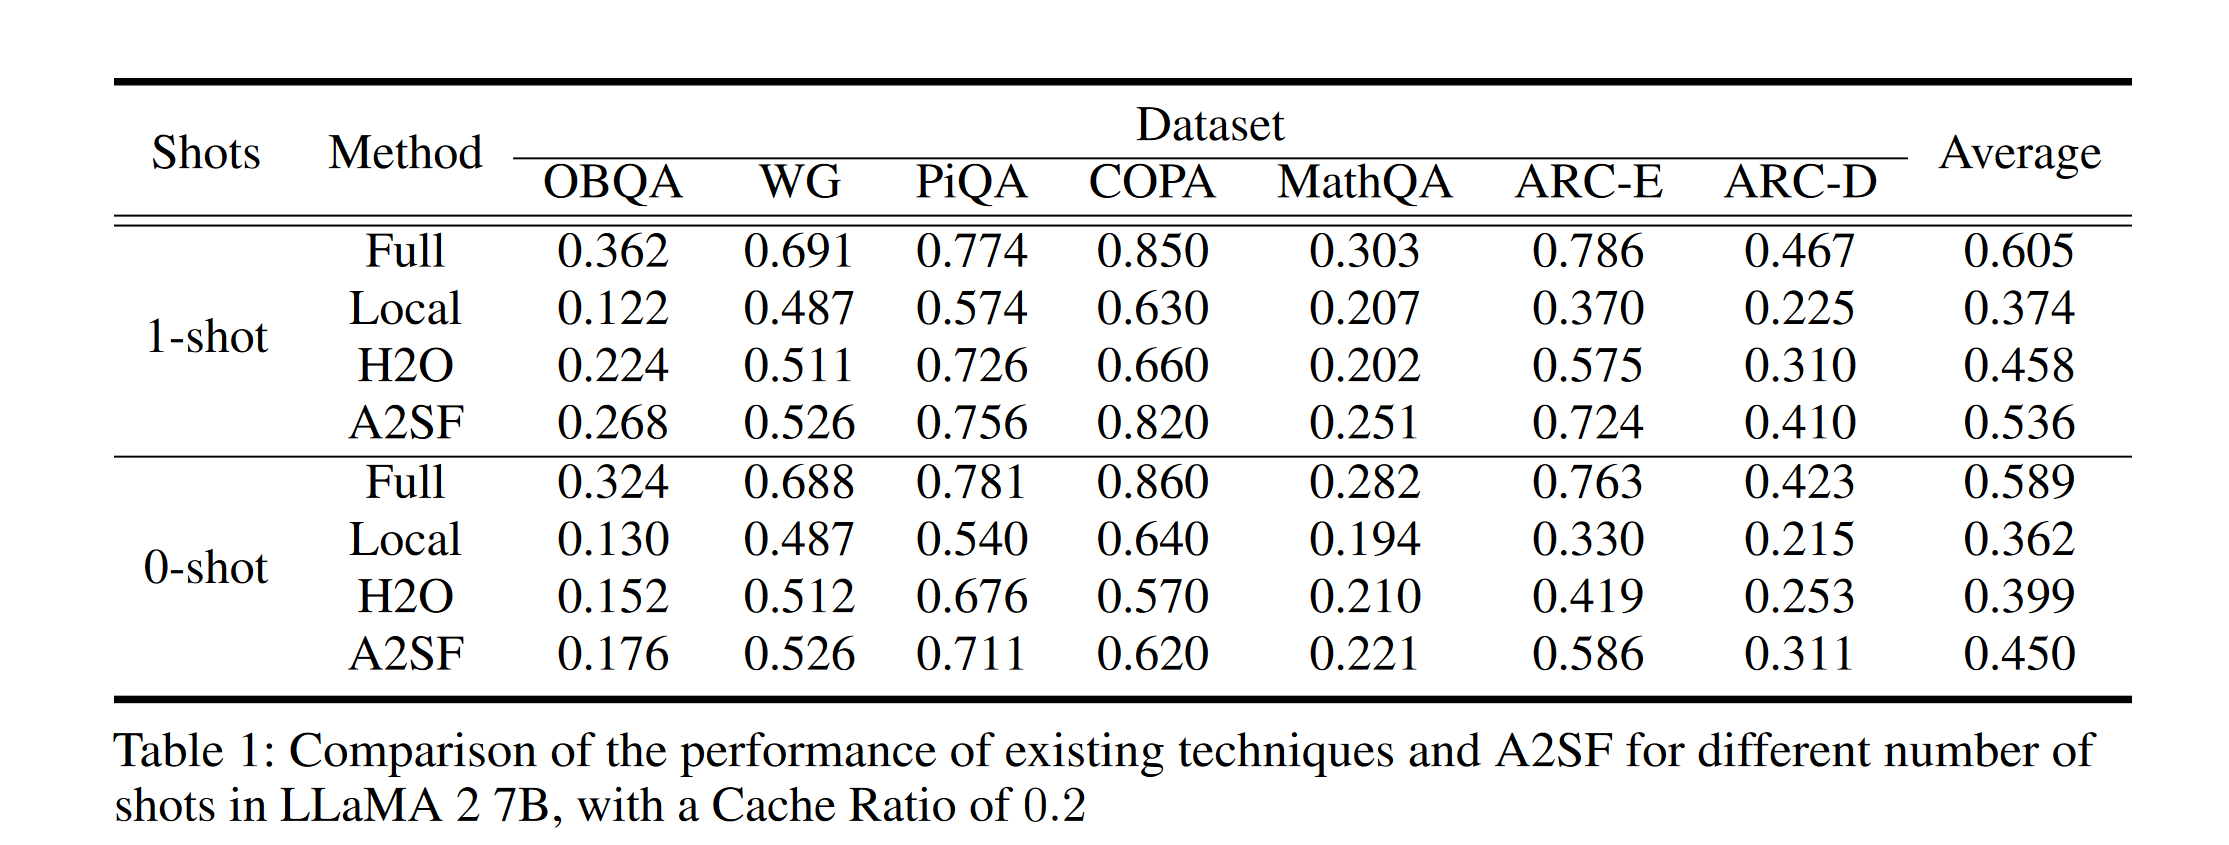 Shots Method Dataset Average
OBQA WG PiQA COPA MathQA ARC-E ARC-D
1-shot
Full 0.362 0.691 0.774 0.850 0.303 0.786 0.467 0.605
Local 0.122 0.487 0.574 0.630 0.207 0.370 0.225 0.374
H2O 0.224 0.511 0.726 0.660 0.202 0.575 0.310 0.458
A2SF 0.268 0.526 0.756 0.820 0.251 0.724 0.410 0.536
0-shot
Full 0.324 0.688 0.781 0.860 0.282 0.763 0.423 0.589
Local 0.130 0.487 0.540 0.640 0.194 0.330 0.215 0.362
H2O 0.152 0.512 0.676 0.570 0.210 0.419 0.253 0.399
A2SF 0.176 0.526 0.711 0.620 0.221 0.586 0.311 0.450
Table 1: Comparison of the performance of existing techniques and A2SF for different number of
shots in LLaMA 2 7B, with a Cache Ratio of 0.2